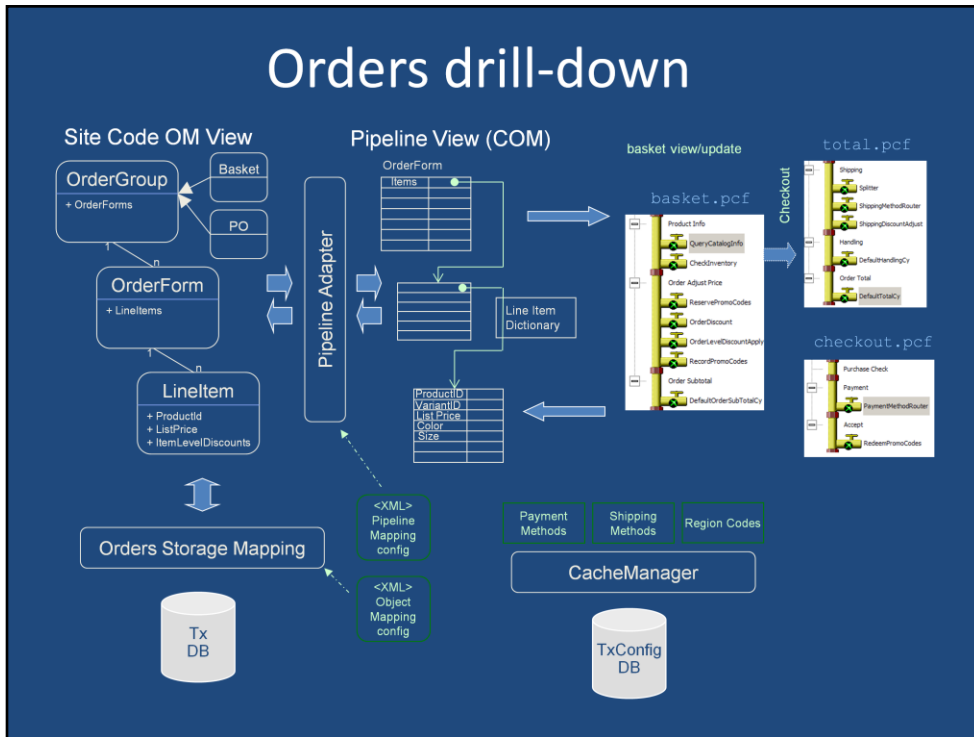 Orders drill-down
Site Code OM View
OrderGroup
+ OrderForms
Basket
PO
1
n
OrderForm
+ LineItems
1
n
LineItem
+ ProductId
+ ListPrice
+ ItemLevelDiscounts
Orders Storage Mapping
Tx
DB
Pipeline Adapter
<XML>
Pipeline
Mapping
config
<XML>
Object
Mapping
config
Pipeline View (COM)
OrderForm
Items
Line Item
Dictionary
ProductID
VariantID
List Price
Color
Size
basket view/update
basket.pcf
Product Info
QueryCatalogInfo
CheckInventory
Order Adjust Price
ReservePromoCodes
OrderDiscount
OrderLevelDiscountApply
RecordPromoCodes
Order Subtotal
DefaultOrderSubTotalCy
Checkout
total.pcf
Shipping
Splitter
ShippingMethodRouter
ShippingDiscountAdjust
Handling
DefaultHandlingCy
Order Total
DefaultTotalCy
checkout.pcf
Purchase Check
Payment
PaymentMethodRouter
Accept
RedeemPromoCodes
Payment
Methods
Shipping
Methods
Region Codes
CacheManager
TxConfig
DB